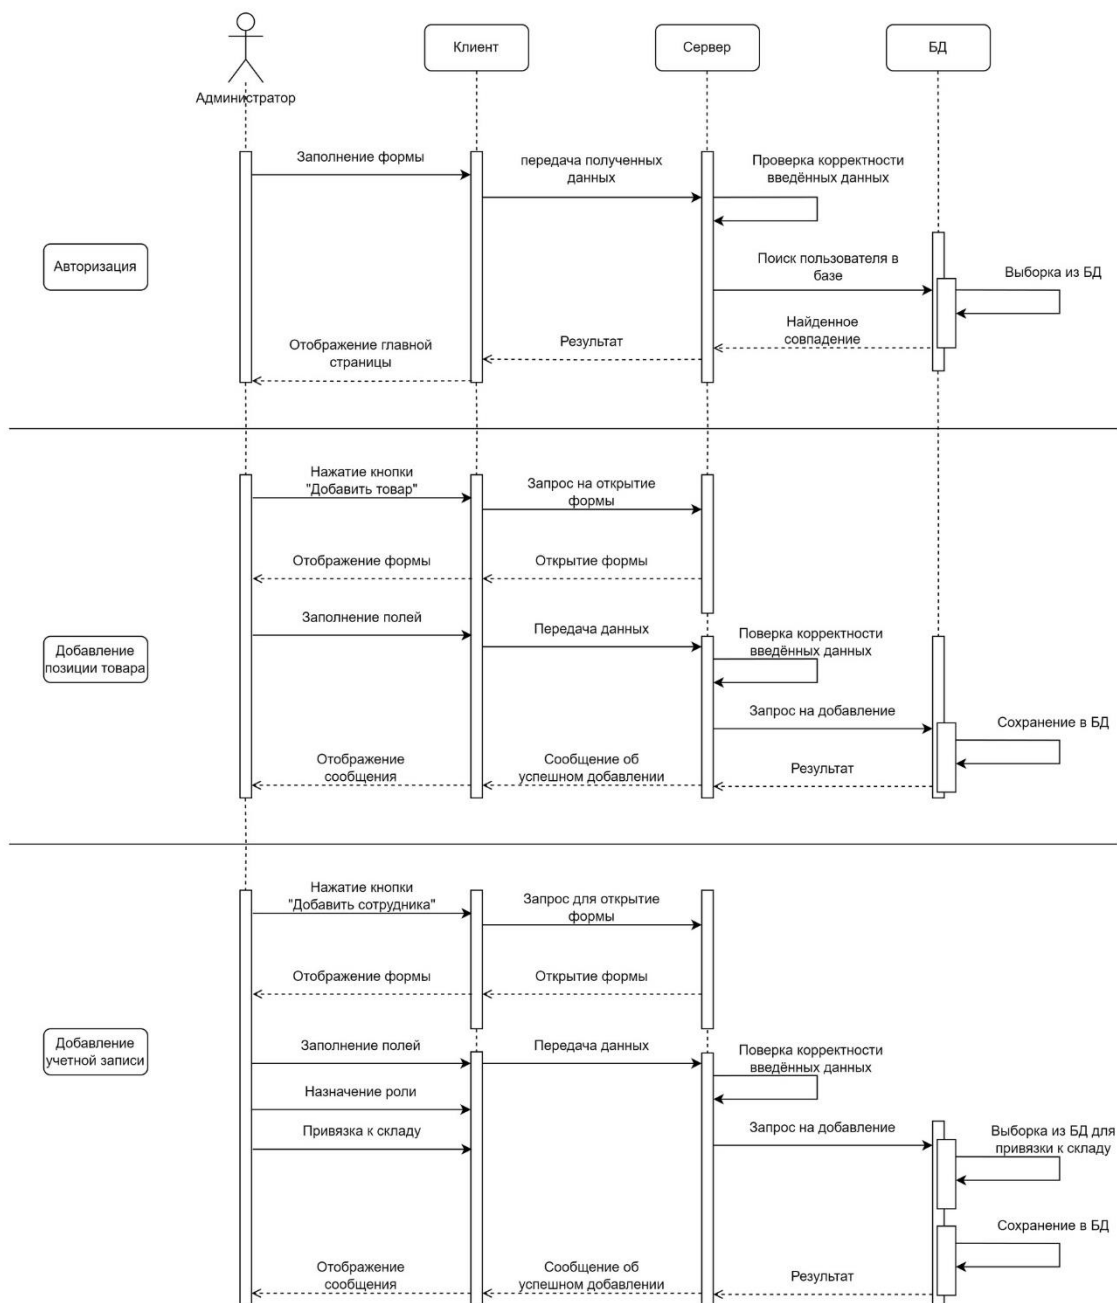 Клиент
Сервер
БД
Администратор
Заполнение формы
передача полученных
данных
Проверка корректности
введённых данных
Авторизация
Поиск пользователя в
базе
Выборка из БД
Найденное
совпадение
Результат
Отображение главной
страницы
Нажатие кнопки
"Добавить товар"
Запрос на открытие
формы
Отображение формы
Открытие формы
Заполнение полей
Передача данных
Поверка корректности
введённых данных
Добавление
позиции товара
Запрос на добавление
Сохранение в БД
Отображение
сообщения
Сообщение об
успешном добавлении
Результат
Нажатие кнопки
"Добавить сотрудника"
Запрос для открытие
формы
Отображение формы
Открытие формы
Добавление
учетной записи
Заполнение полей
Передача данных
Поверка корректности
введённых данных
Назначение роли
Привязка к складу
Запрос на добавление
Выборка из БД для
привязки к складу
Сохранение в БД
Отображение
сообщения
Сообщение об
успешном добавлении
Результат